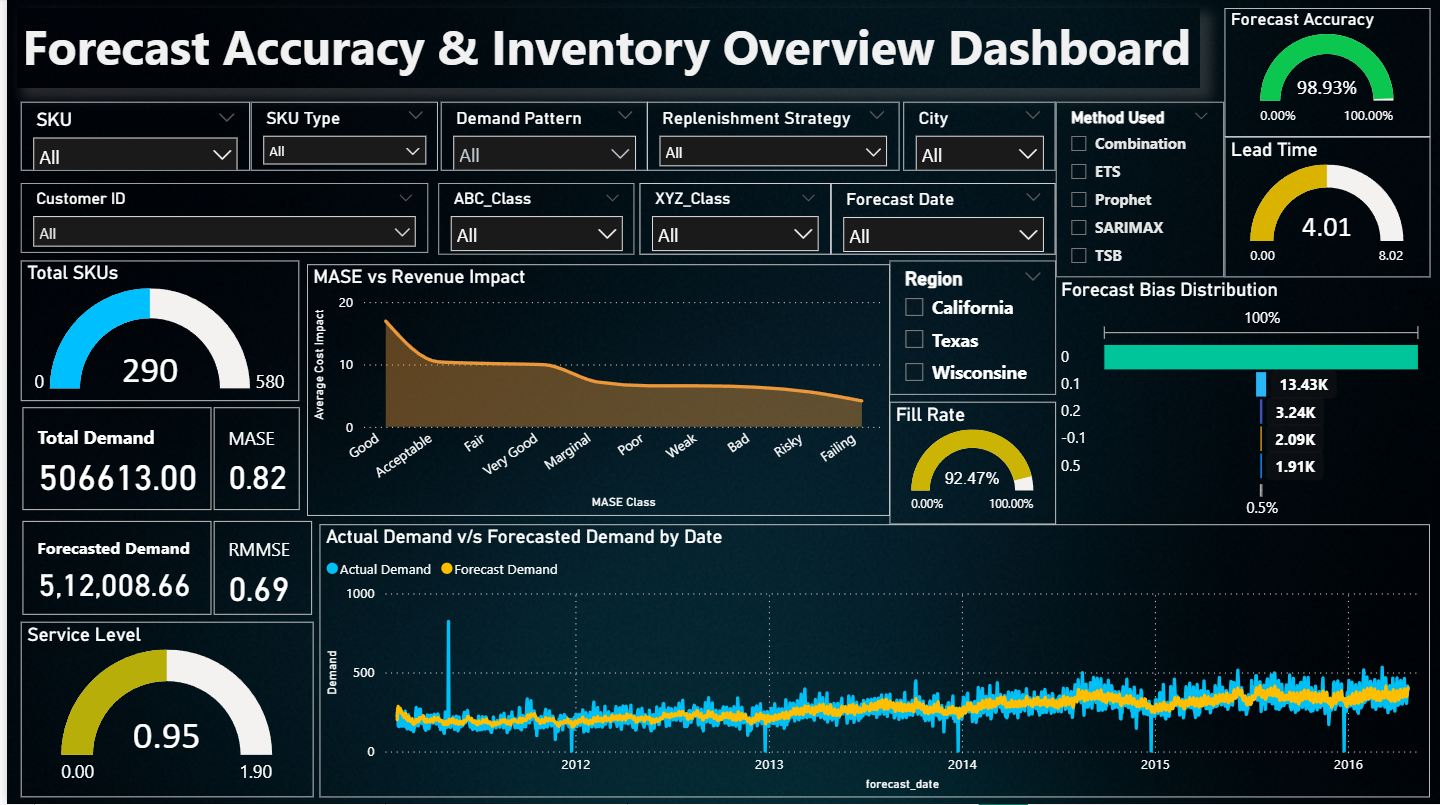 Forecast Accuracy & Inventory Overview Dashboard
Forecast Accuracy
98.93%
0.00%
100.00%
SKU
All
SKU Type
All
Demand Pattern
All
Replenishment Strategy
All
City
All
Method Used
Combination
ETS
Prophet
SARIMAX
TSB
Lead Time
4.01
0.00
8.02
Customer ID
All
ABC_Class
All
XYZ_Class
All
Forecast Date
All
Total SKUs
290
0
580
MASE vs Revenue Impact
Average Cost Impact
20
10
0
Good
Acceptable
Fair
Very Good
Marginal
Poor
Weak
Bad
Risky
Failing
MASE Class
Region
California
Texas
Wisconsine
Forecast Bias Distribution
100%
0
0.1
13.43K
0.2
3.24K
-0.1
2.09K
0.5
1.91K
0.5%
Fill Rate
92.47%
0.00%
100.00%
Total Demand
506613.00
MASE
0.82
Forecasted Demand
5,12,008.66
RMMSE
0.69
Service Level
0.95
0.00
1.90
Actual Demand v/s Forecasted Demand by Date
Actual Demand
Forecast Demand
Demand
1000
500
0
2012
2013
2014
2015
2016
forecast_date